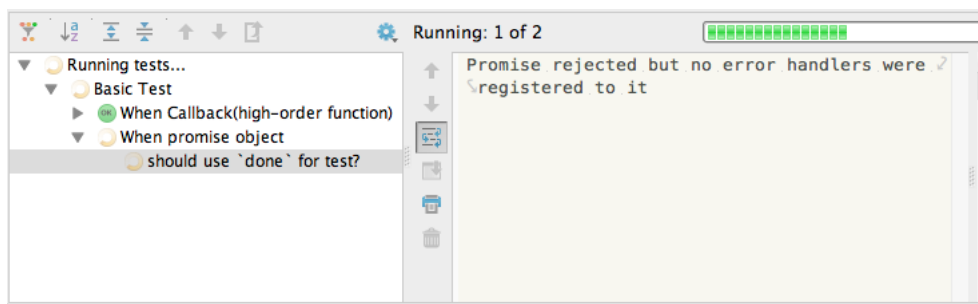 Running: 1 of 2
Running tests...
Basic Test
OK When Callback(high-order function)
When promise object
should use `done` for test?
Promise rejected but no error handlers were
registered to it